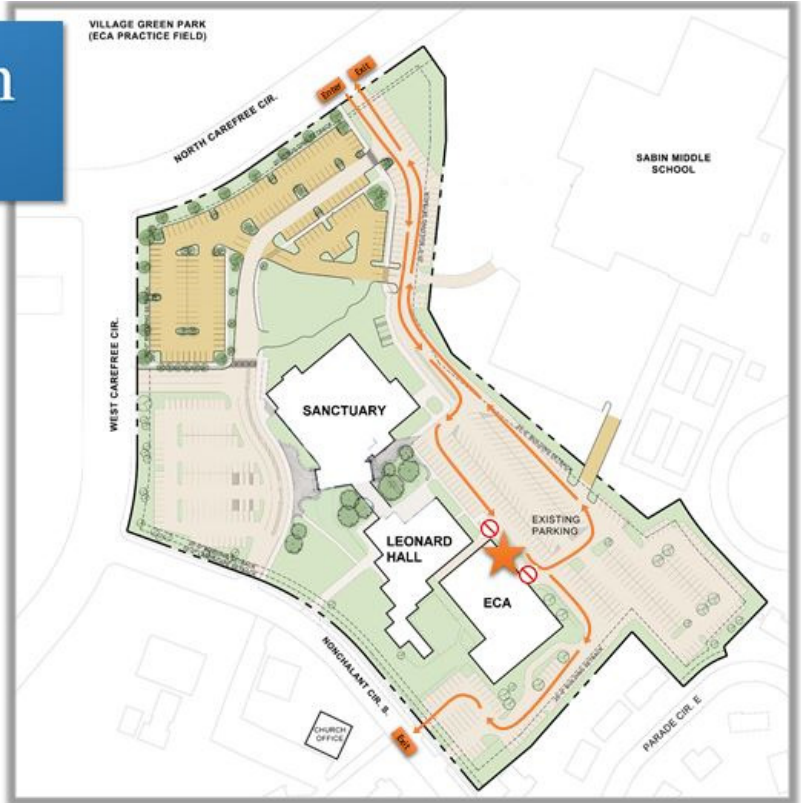 VILLAGE GREEN PARK
(ECA PRACTICE FIELD)
Enter
Exit
NORTH CAREFREE CIR.
SABIN MIDDLE
SCHOOL
WEST CAREFREE CIR.
SANCTUARY
EXISTING
PARKING
LEONARD
HALL
ECA
NONCHALANT CIR. S.
CHURCH
OFFICE
Exit
PARADE CIR. E